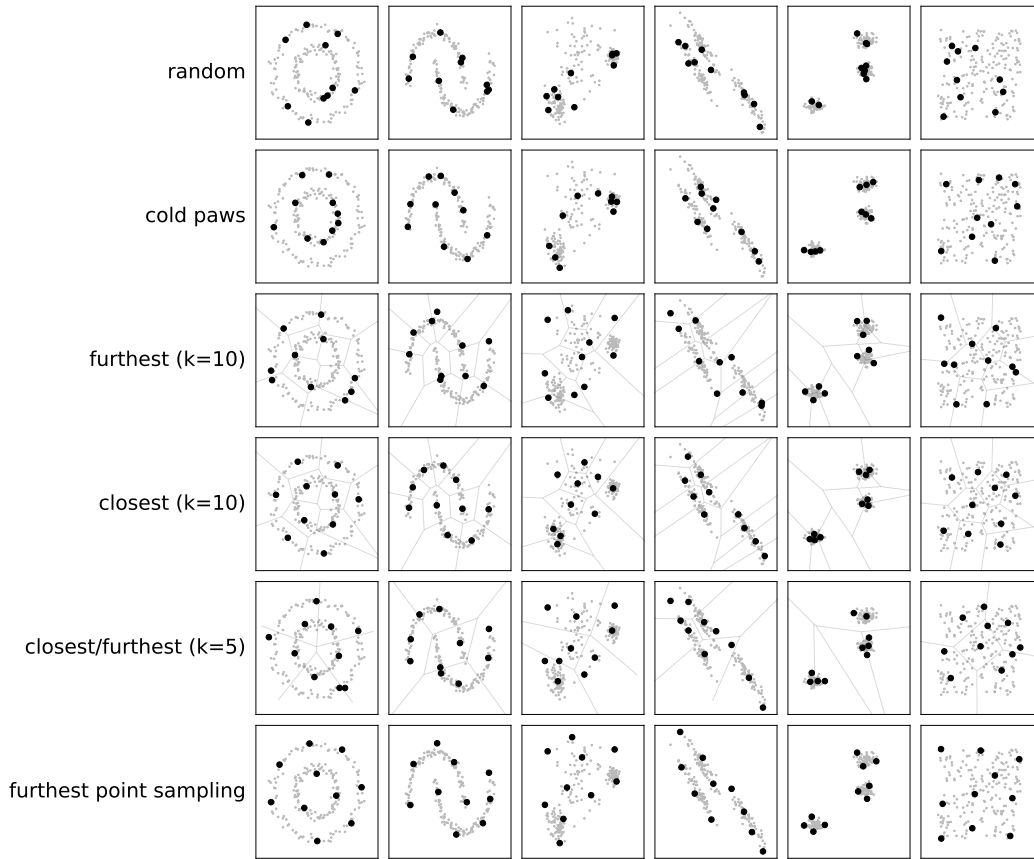 random
cold paws
furthest (k=10)
closest (k=10)
closest/furthest (k=5)
furthest point sampling